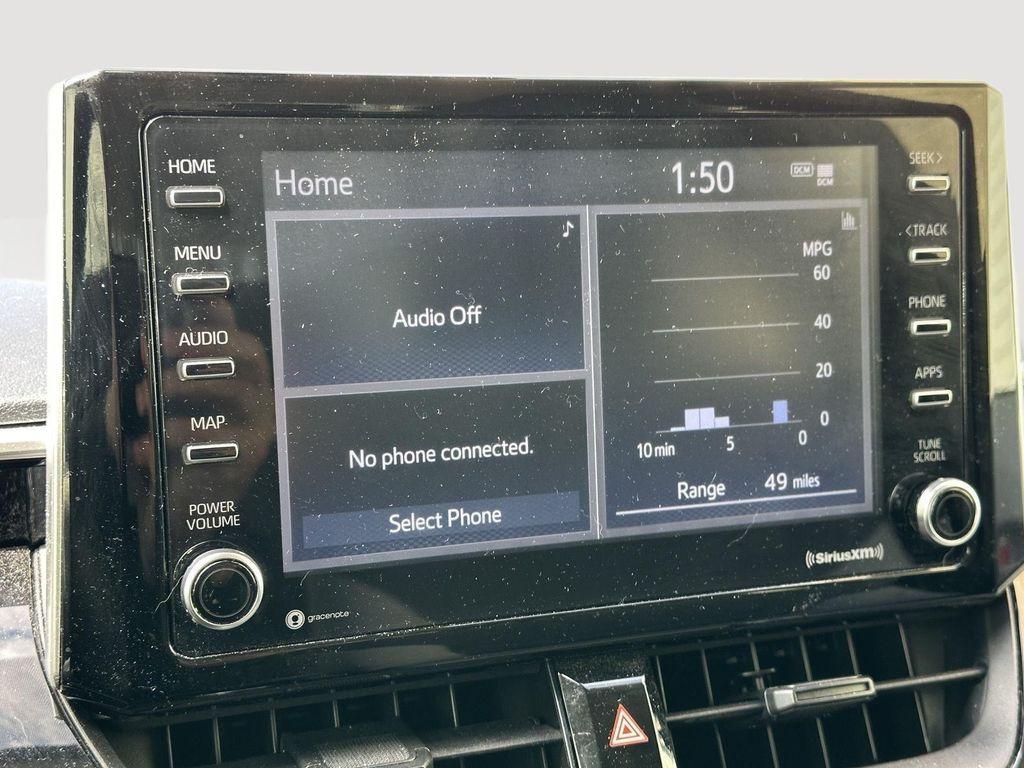 HOME
MENU
AUDIO
MAP
POWER
VOLUME
Home
1:50
DCM
DCM
Audio Off
No phone connected.
Select Phone
MPG
60
40
20
0
10 min 5 0
Range 49 miles
SEEK >
< TRACK
PHONE
APPS
TUNE
SCROLL
gracenote
((SiriusXM))